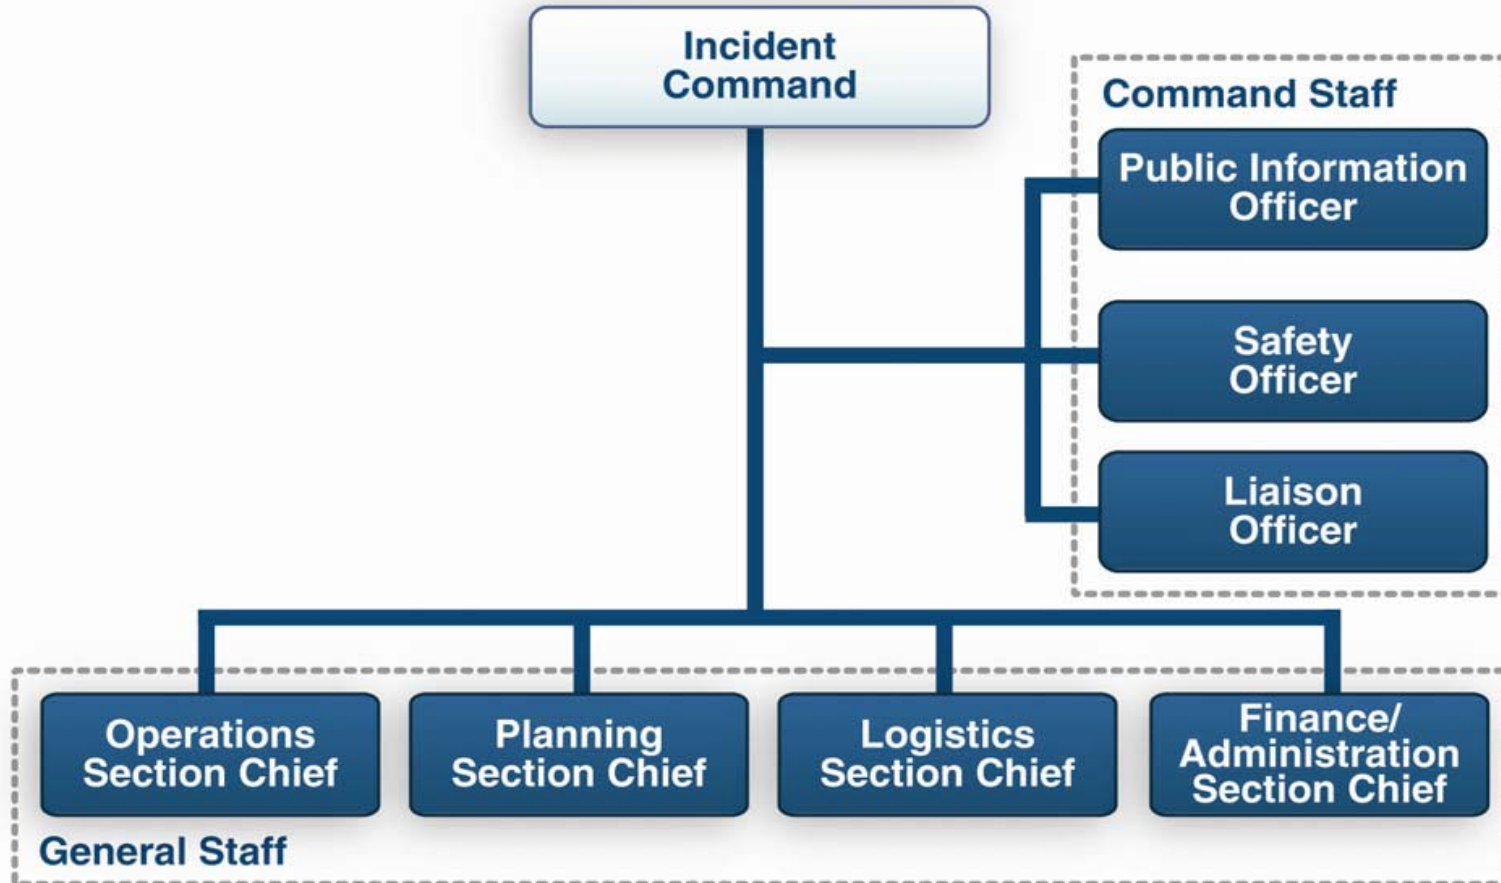 Incident
Command
Command Staff
Public Information
Officer
Safety
Officer
Liaison
Officer
Operations
Section Chief
Planning
Section Chief
Logistics
Section Chief
Finance/
Administration
Section Chief
General Staff